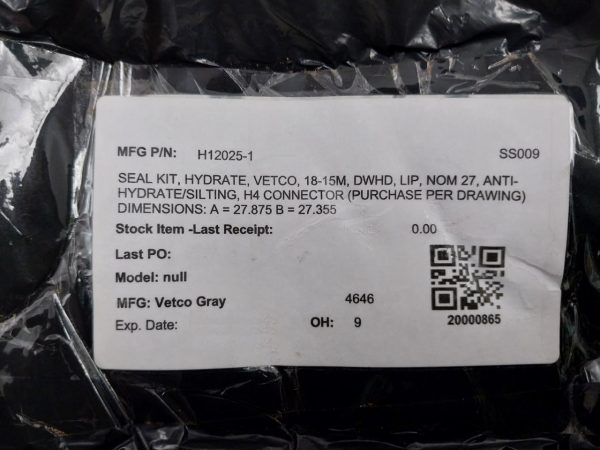 MFG P/N: H12025-1 SS009
SEAL KIT, HYDRATE, VETCO, 18-15M, DWHD, LIP, NOM 27, ANTI-
HYDRATE/SILTING, H4 CONNECTOR (PURCHASE PER DRAWING)
DIMENSIONS: A = 27.875 B = 27.355
Stock Item -Last Receipt: 0.00
Last PO:
Model: null
MFG: Vetco Gray 4646
Exp. Date: OH: 9 20000865